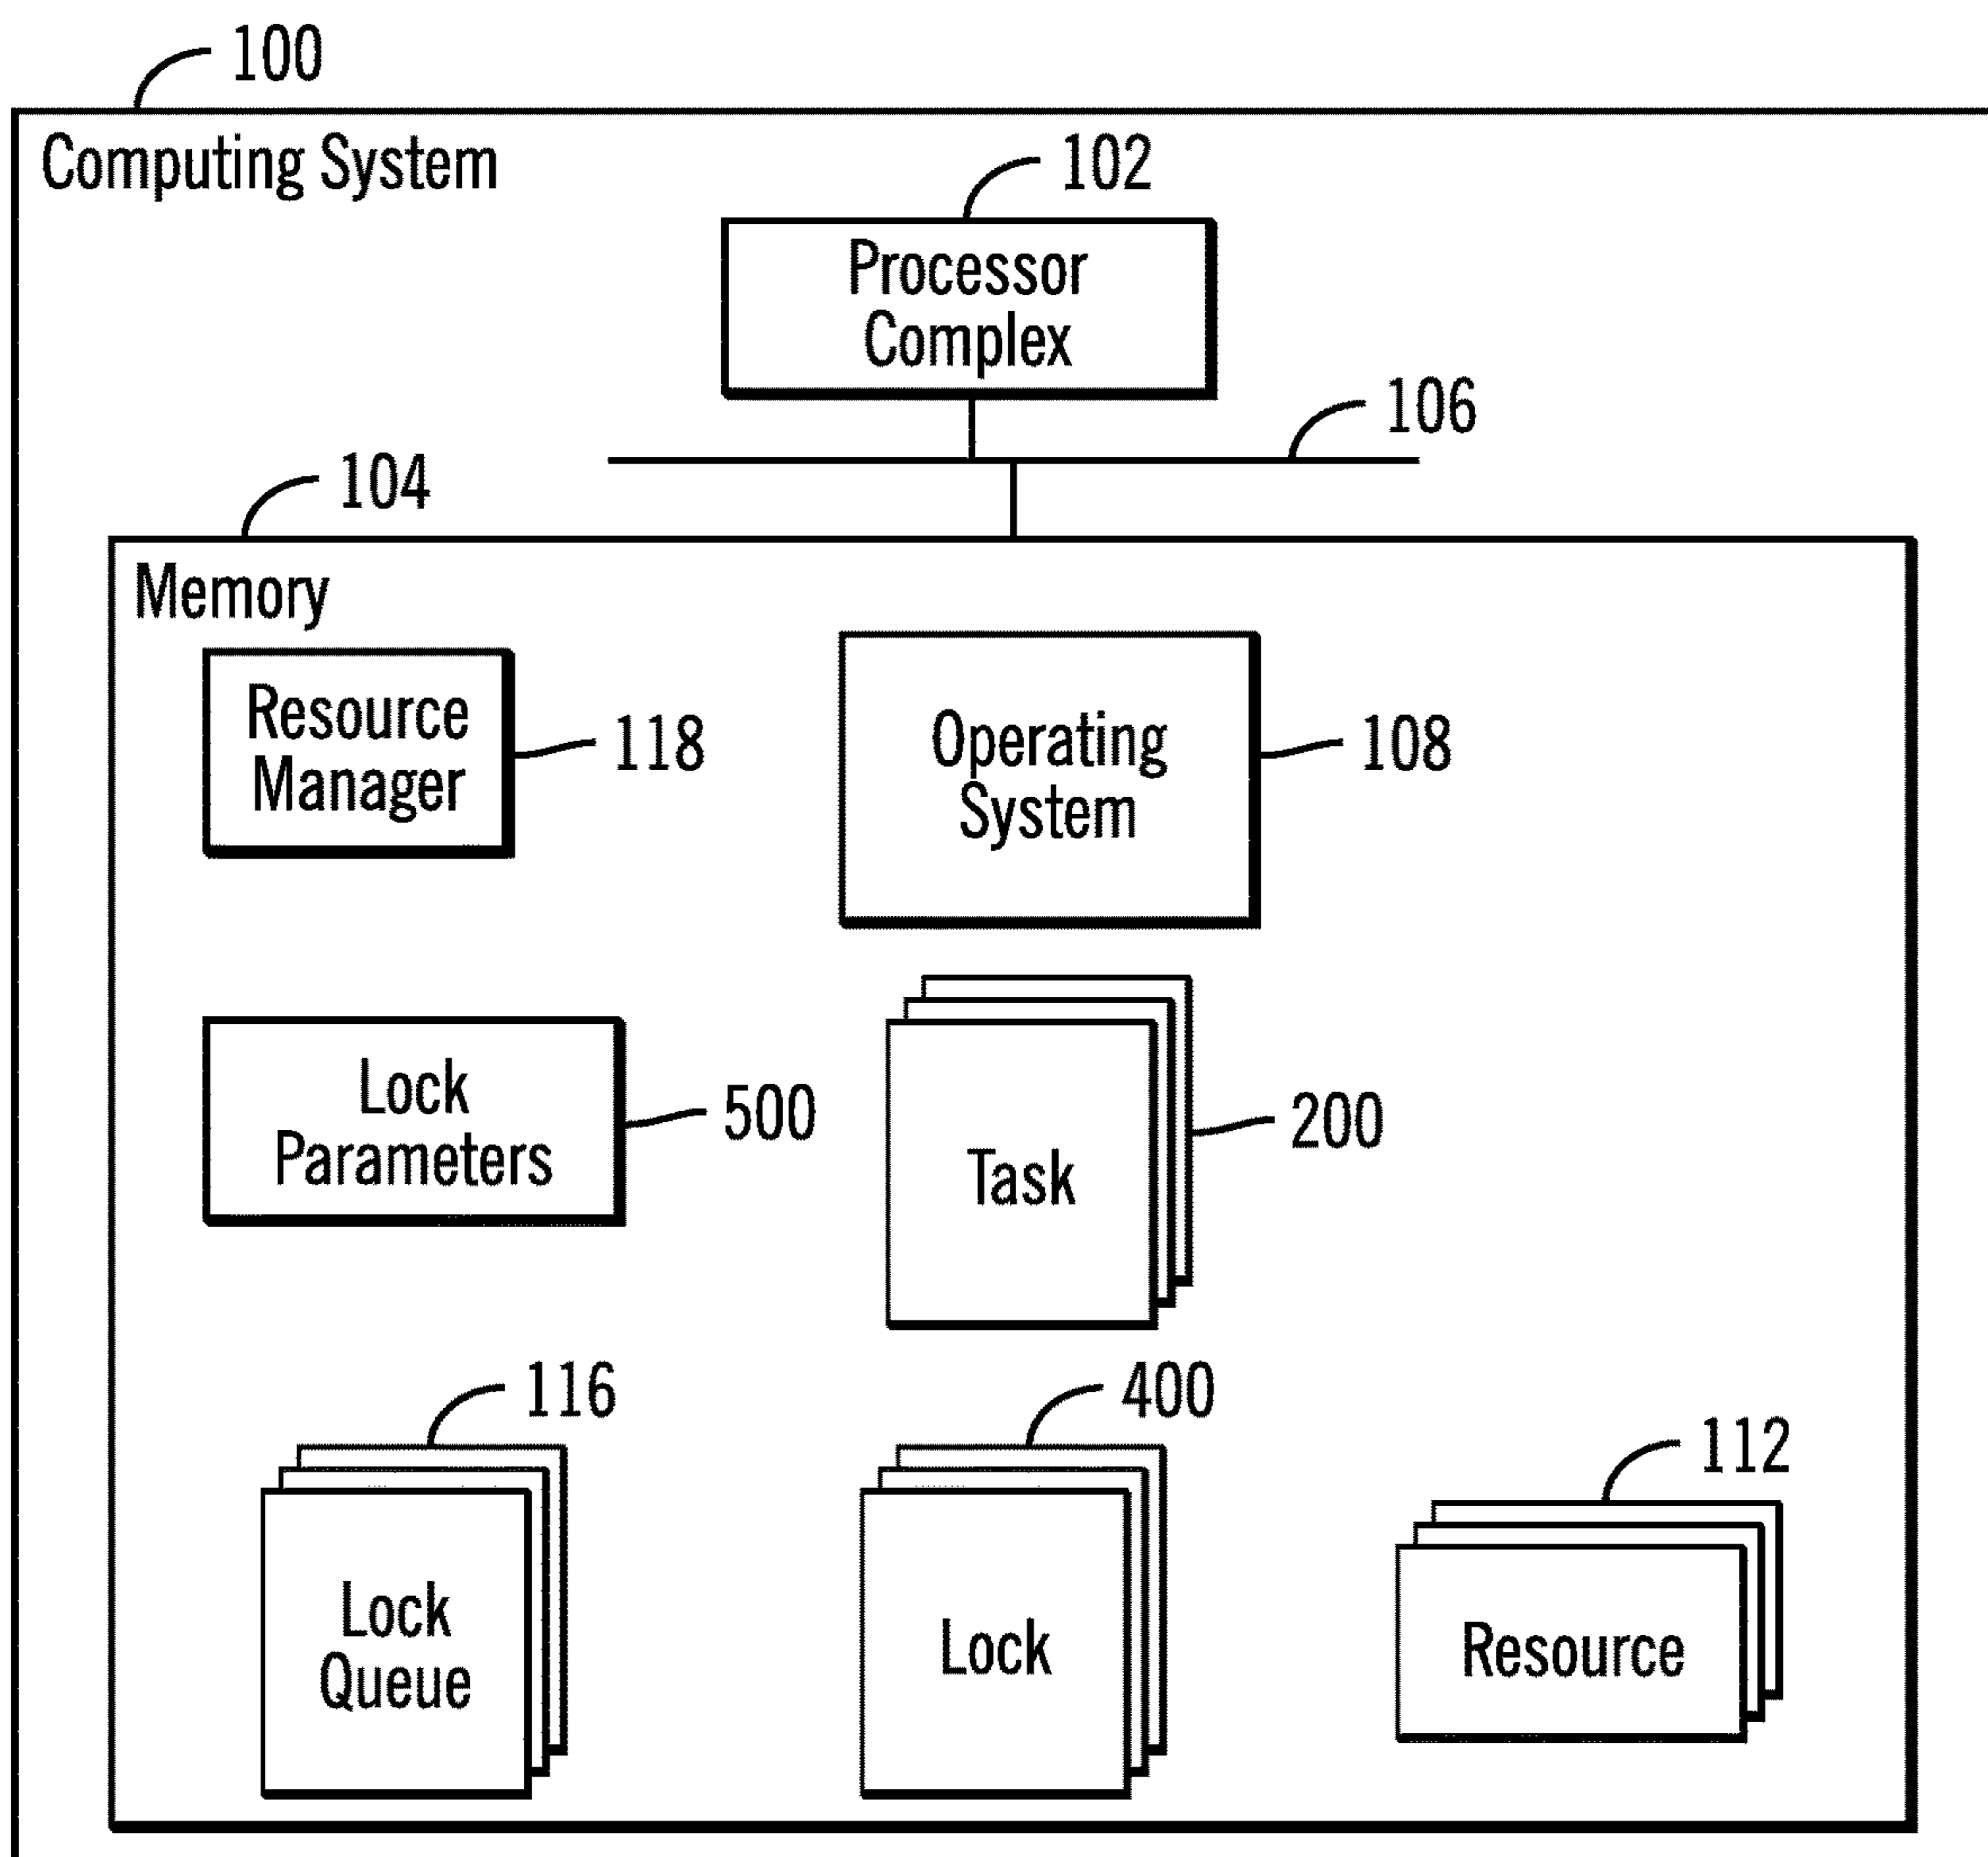 100
Computing System
102
Processor
Complex
106
104
Memory
Resource
Manager
118
Operating
System
108
Lock
Parameters
500
Task
200
116
Lock
Queue
400
Lock
112
Resource